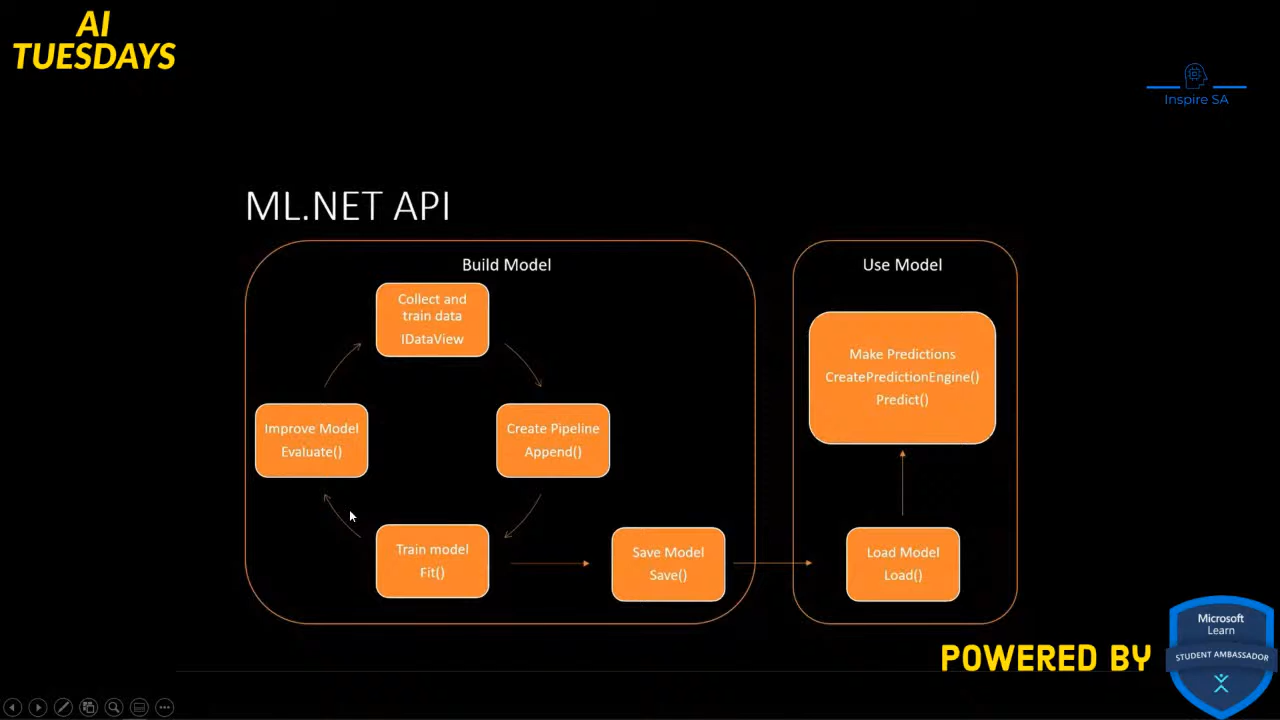 AI
TUESDAYS
Inspire SA
ML.NET API
Build Model
Collect and
train data
IDataView
Improve Model
Evaluate()
Create Pipeline
Append()
Train model
Fit()
Save Model
Save()
Use Model
Make Predictions
CreatePredictionEngine()
Predict()
Load Model
Load()
POWERED BY
Microsoft
Learn
STUDENT AMBASSADOR